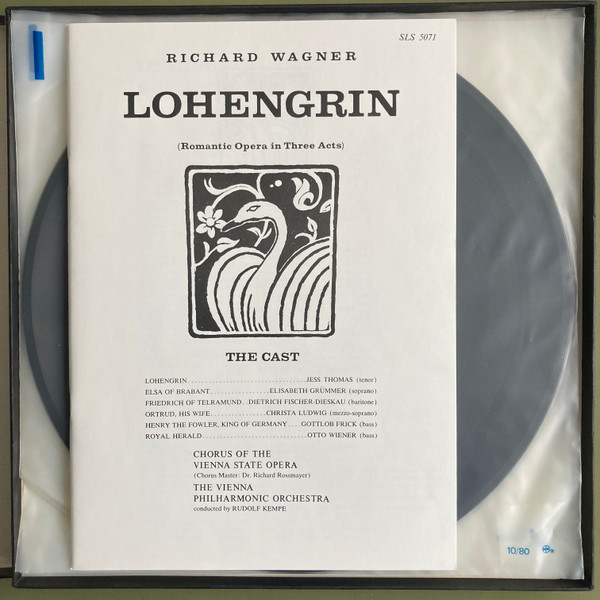 SLS 5071
RICHARD WAGNER
LOHENGRIN
(Romantic Opera in Three Acts)
THE CAST
LOHENGRIN..............................JESS THOMAS (tenor)
ELSA OF BRABANT...............ELISABETH GRÜMMER (soprano)
FRIEDRICH OF TELRAMUND..DIETRICH FISCHER-DIESKAU (baritone)
ORTRUD, HIS WIFE..............CHRISTA LUDWIG (mezzo-soprano)
HENRY THE FOWLER, KING OF GERMANY....GOTTLOB FRICK (bass)
ROYAL HERALD...........................OTTO WIENER (bass)
CHORUS OF THE
VIENNA STATE OPERA
(Chorus Master: Dr. Richard Rossmayer)
THE VIENNA
PHILHARMONIC ORCHESTRA
conducted by RUDOLF KEMPE
10/80